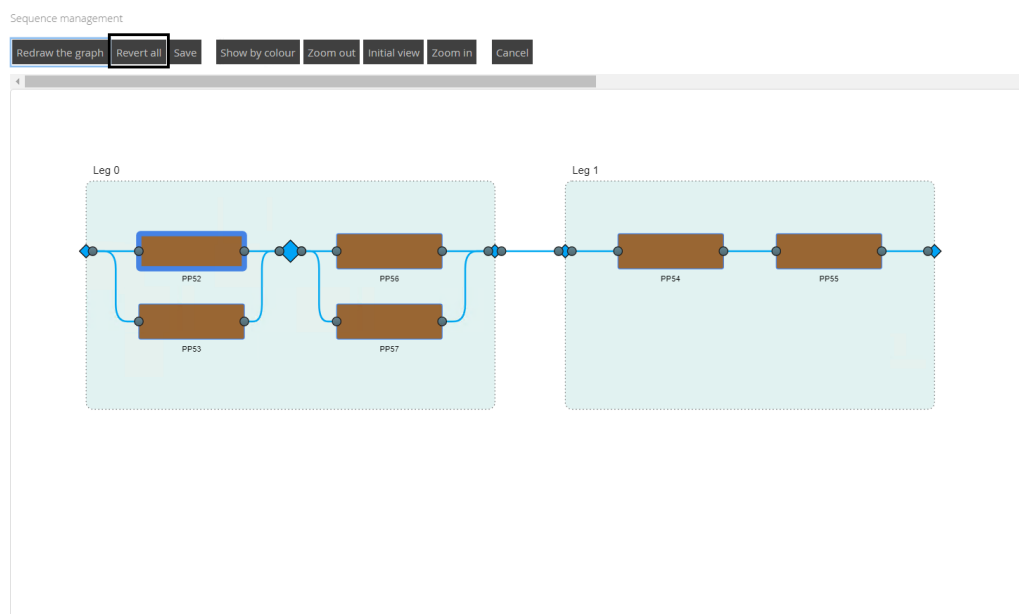 Sequence management
Redraw the graph Revert all Save Show by colour Zoom out Initial view Zoom in Cancel
Leg 0 Leg 1
PP52 PP56 PP54 PP55
PP53 PP57